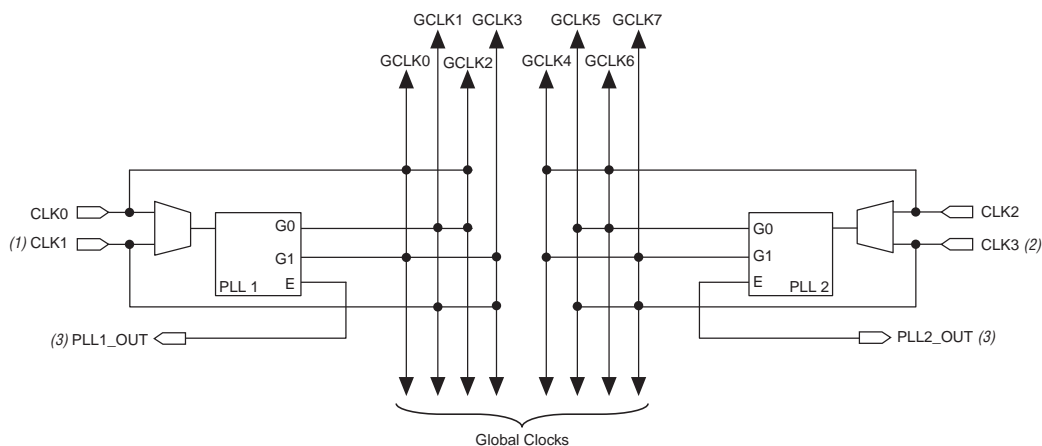 GCLK1 GCLK3 GCLK5 GCLK7
GCLK0 GCLK2 GCLK4 GCLK6
CLK0
(1) CLK1
G0
G1
PLL 1 E
(3) PLL1_OUT
CLK2
CLK3 (2)
G0
G1
E PLL 2
PLL2_OUT (3)
Global Clocks